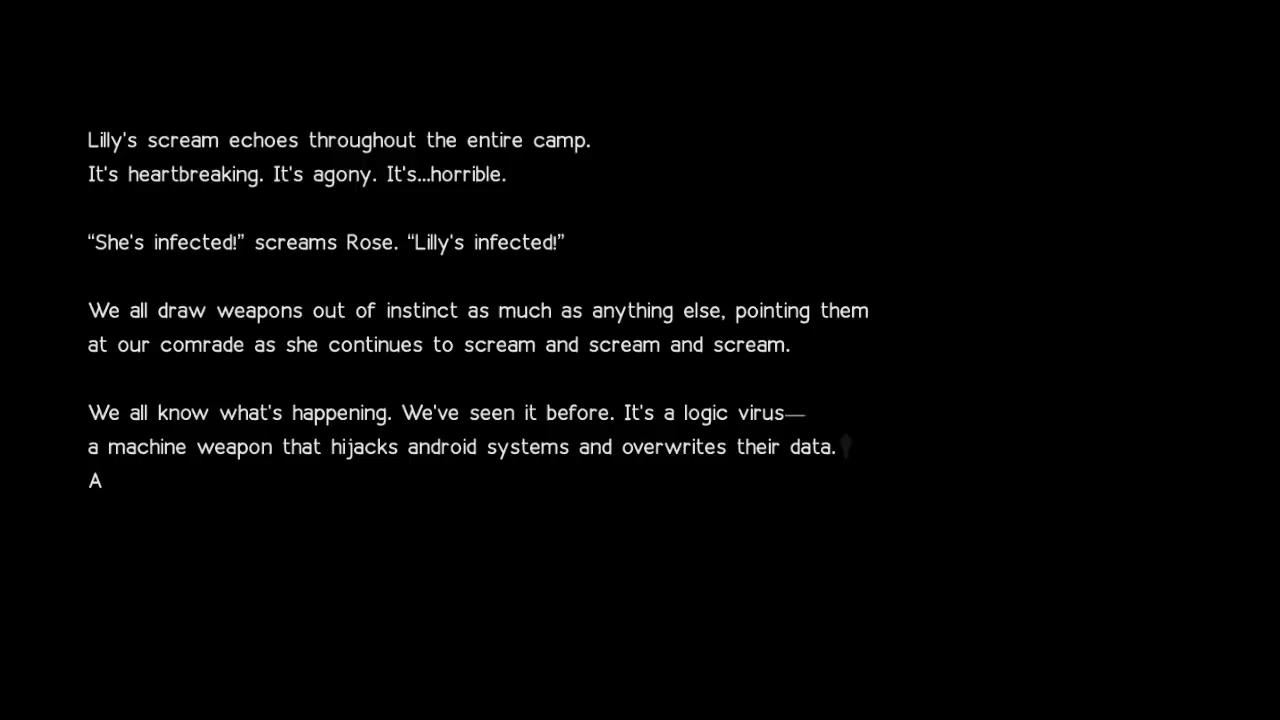 Lilly's scream echoes throughout the entire camp.
It's heartbreaking. It's agony. It's...horrible.
“She's infected!” screams Rose. “Lilly's infected!”
We all draw weapons out of instinct as much as anything else, pointing them
at our comrade as she continues to scream and scream and scream.
We all know what's happening. We've seen it before. It's a logic virus—
a machine weapon that hijacks android systems and overwrites their data.
A